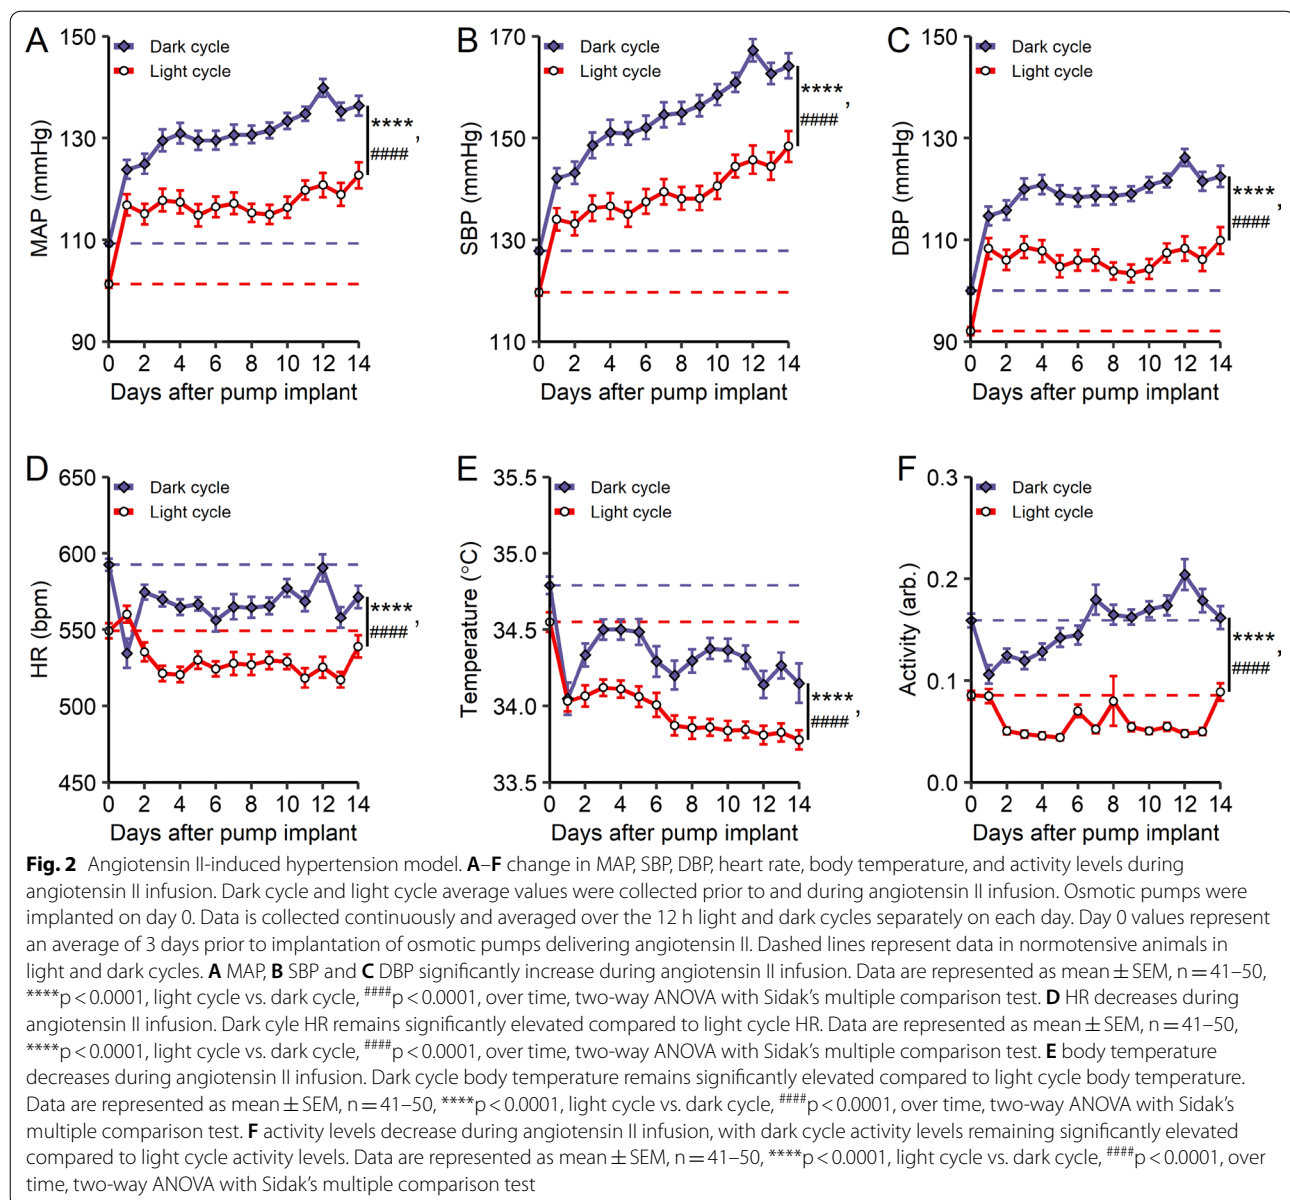 A
150
130
110
90
MAP (mmHg)
Dark cycle
Light cycle
****,
####
0 2 4 6 8 10 12 14
Days after pump implant
B
170
150
130
110
SBP (mmHg)
Dark cycle
Light cycle
****,
####
0 2 4 6 8 10 12 14
Days after pump implant
C
150
130
110
90
DBP (mmHg)
Dark cycle
Light cycle
****,
####
0 2 4 6 8 10 12 14
Days after pump implant
D
650
600
550
500
450
HR (bpm)
Dark cycle
Light cycle
****,
####
0 2 4 6 8 10 12 14
Days after pump implant
E
35.5
35.0
34.5
34.0
33.5
Temperature (°C)
Dark cycle
Light cycle
****,
####
0 2 4 6 8 10 12 14
Days after pump implant
F
0.3
0.2
0.1
0.0
Activity (arb.)
Dark cycle
Light cycle
****,
####
0 2 4 6 8 10 12 14
Days after pump implant
Fig. 2 Angiotensin II-induced hypertension model. A–F change in MAP, SBP, DBP, heart rate, body temperature, and activity levels during
angiotensin II infusion. Dark cycle and light cycle average values were collected prior to and during angiotensin II infusion. Osmotic pumps were
implanted on day 0. Data is collected continuously and averaged over the 12 h light and dark cycles separately on each day. Day 0 values represent
an average of 3 days prior to implantation of osmotic pumps delivering angiotensin II. Dashed lines represent data in normotensive animals in
light and dark cycles. A MAP, B SBP and C DBP significantly increase during angiotensin II infusion. Data are represented as mean ± SEM, n = 41–50,
****p < 0.0001, light cycle vs. dark cycle, ####p < 0.0001, over time, two-way ANOVA with Sidak's multiple comparison test. D HR decreases during
angiotensin II infusion. Dark cyle HR remains significantly elevated compared to light cycle HR. Data are represented as mean ± SEM, n = 41–50,
****p < 0.0001, light cycle vs. dark cycle, ####p < 0.0001, over time, two-way ANOVA with Sidak's multiple comparison test. E body temperature
decreases during angiotensin II infusion. Dark cycle body temperature remains significantly elevated compared to light cycle body temperature.
Data are represented as mean ± SEM, n = 41–50, ****p < 0.0001, light cycle vs. dark cycle, ####p < 0.0001, over time, two-way ANOVA with Sidak's
multiple comparison test. F activity levels decrease during angiotensin II infusion, with dark cycle activity levels remaining significantly elevated
compared to light cycle activity levels. Data are represented as mean ± SEM, n = 41–50, ****p < 0.0001, light cycle vs. dark cycle, ####p < 0.0001, over
time, two-way ANOVA with Sidak's multiple comparison test